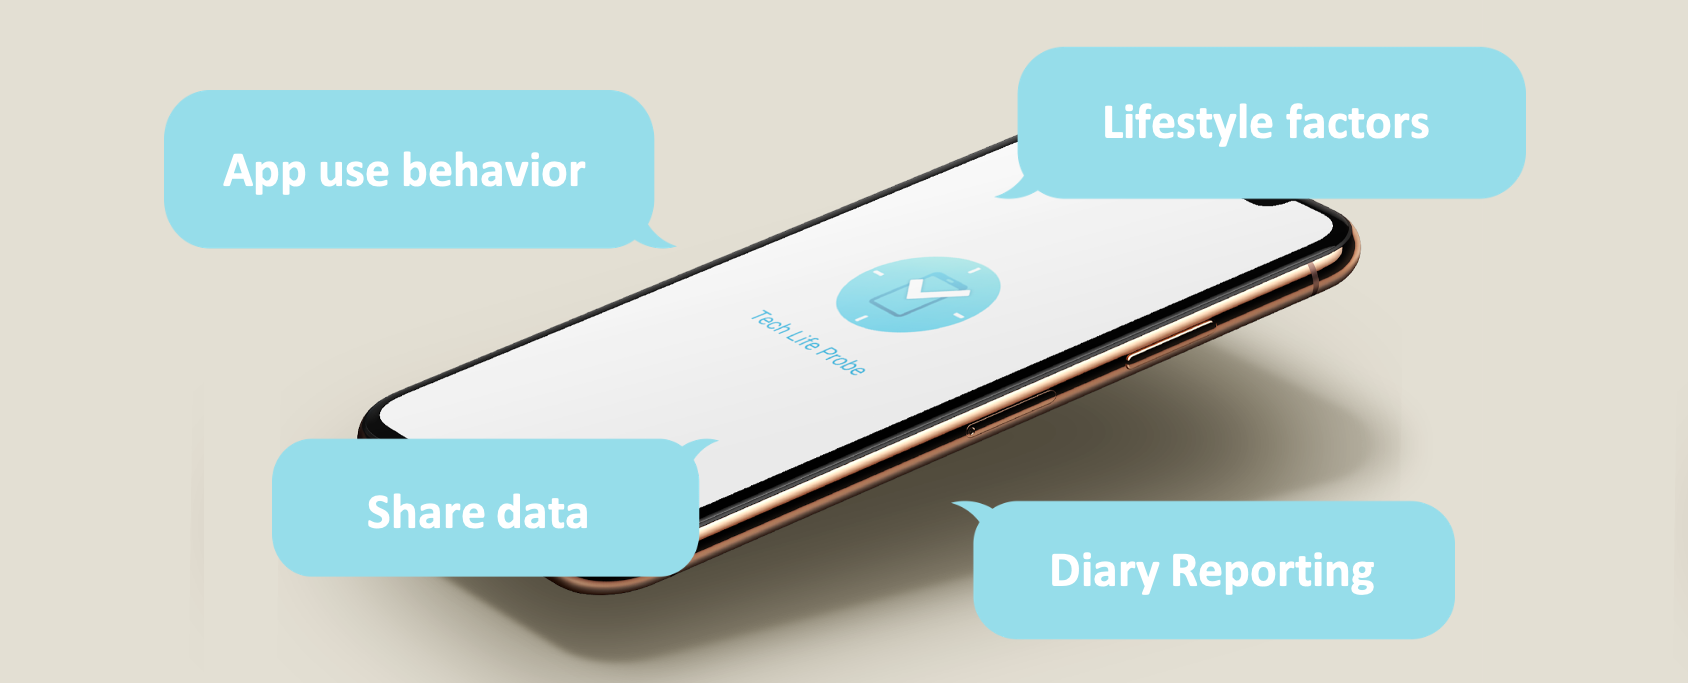 App use behavior
Lifestyle factors
Tech Life Probe
Share data
Diary Reporting